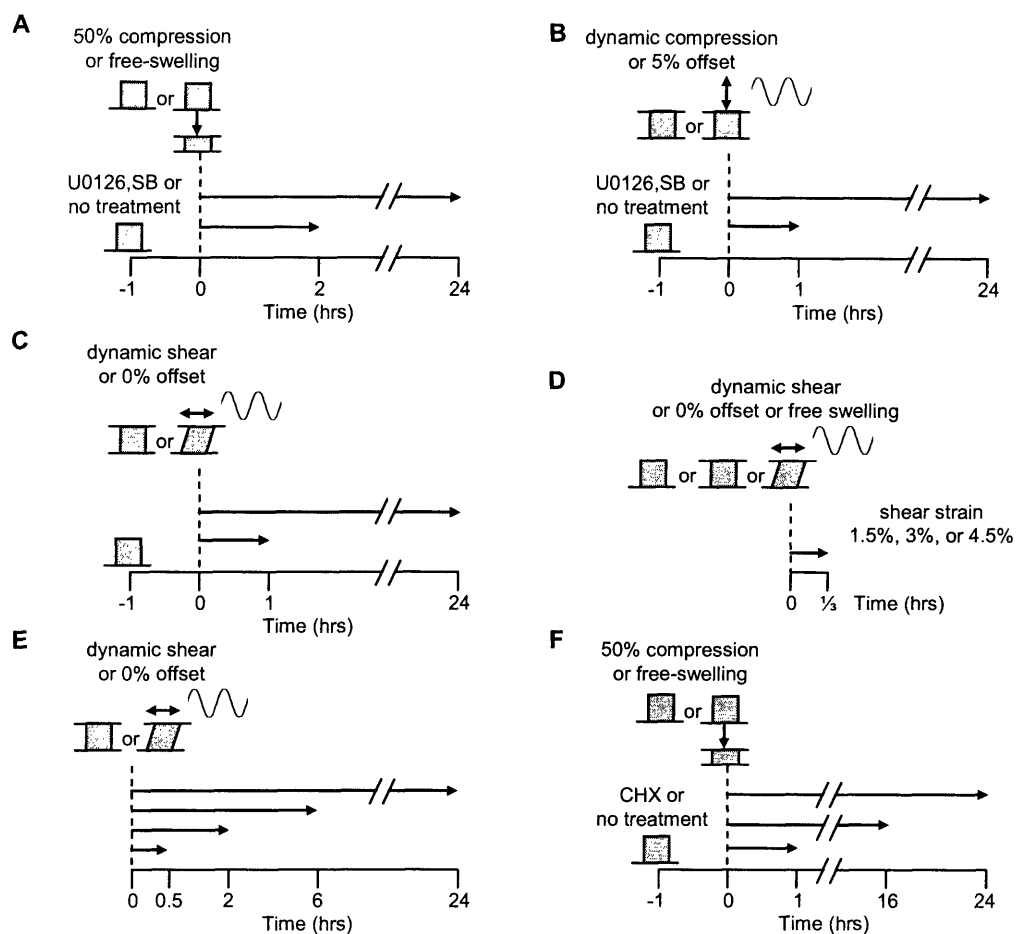 A
50% compression
or free-swelling
or
U0126,SB or
no treatment
-1 0 2 24
Time (hrs)
B
dynamic compression
or 5% offset
or
U0126,SB or
no treatment
-1 0 1 24
Time (hrs)
C
dynamic shear
or 0% offset
or
-1 0 1 24
Time (hrs)
D
dynamic shear
or 0% offset or free swelling
or or
shear strain
1.5%, 3%, or 4.5%
0 ⅓ Time (hrs)
E
dynamic shear
or 0% offset
or
0 0.5 2 6 24
Time (hrs)
F
50% compression
or free-swelling
or
CHX or
no treatment
-1 0 1 16 24
Time (hrs)